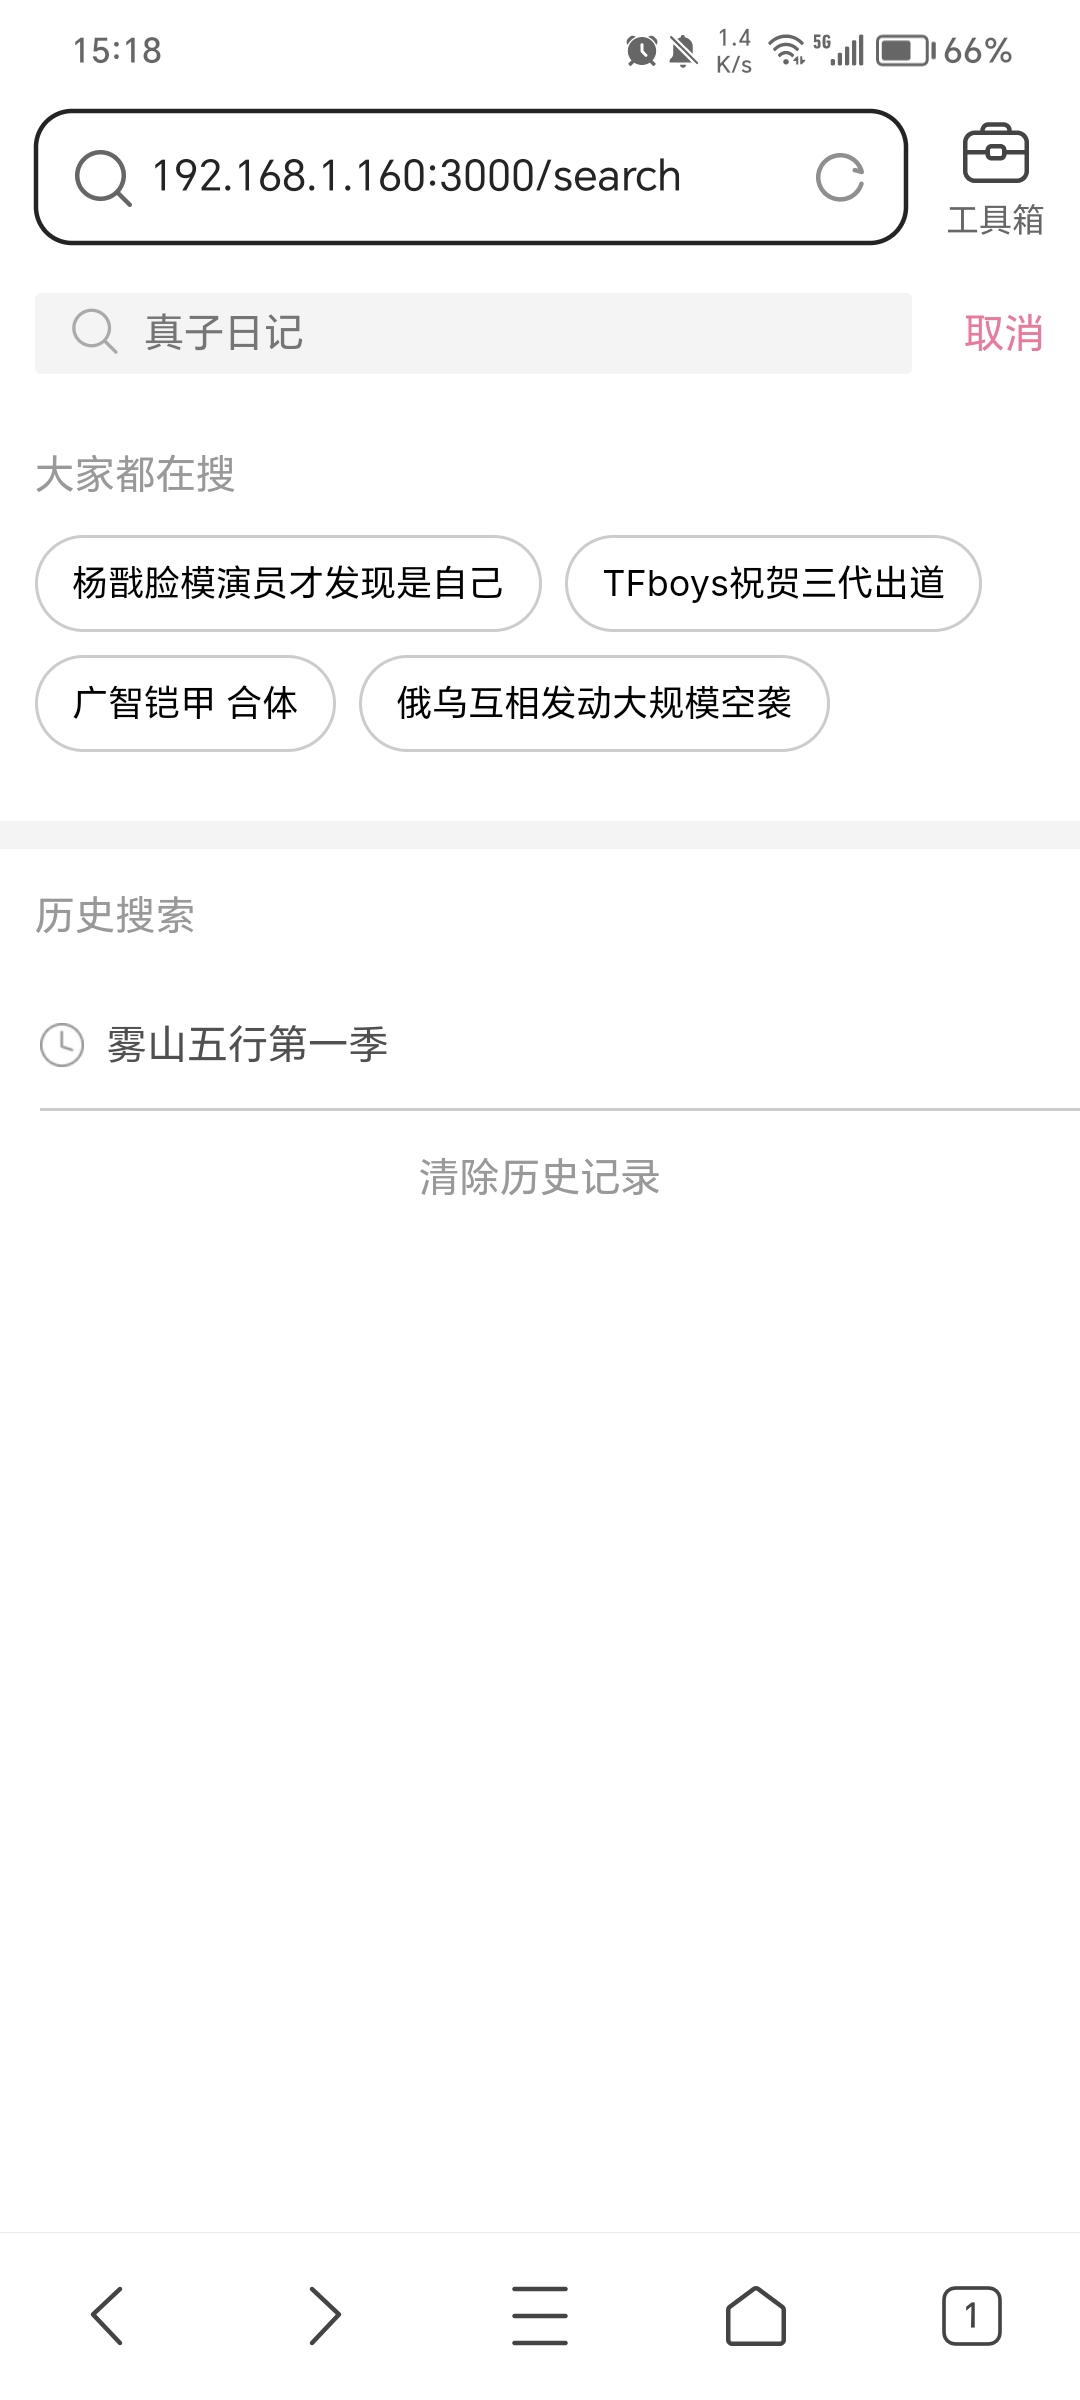 15:18
1.4
K/s
5G
66%
192.168.1.160:3000/search
工具箱
真子日记
取消
大家都在搜
杨戬脸模演员才发现是自己
TFboys祝贺三代出道
广智铠甲 合体
俄乌互相发动大规模空袭
历史搜索
雾山五行第一季
清除历史记录
1